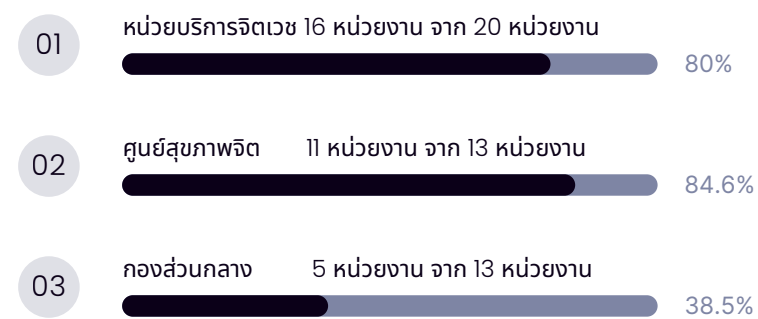 01
หน่วยบริการจิตเวช 16 หน่วยงาน จาก 20 หน่วยงาน
80%
02
ศูนย์สุขภาพจิต 11 หน่วยงาน จาก 13 หน่วยงาน
84.6%
03
กองส่วนกลาง 5 หน่วยงาน จาก 13 หน่วยงาน
38.5%